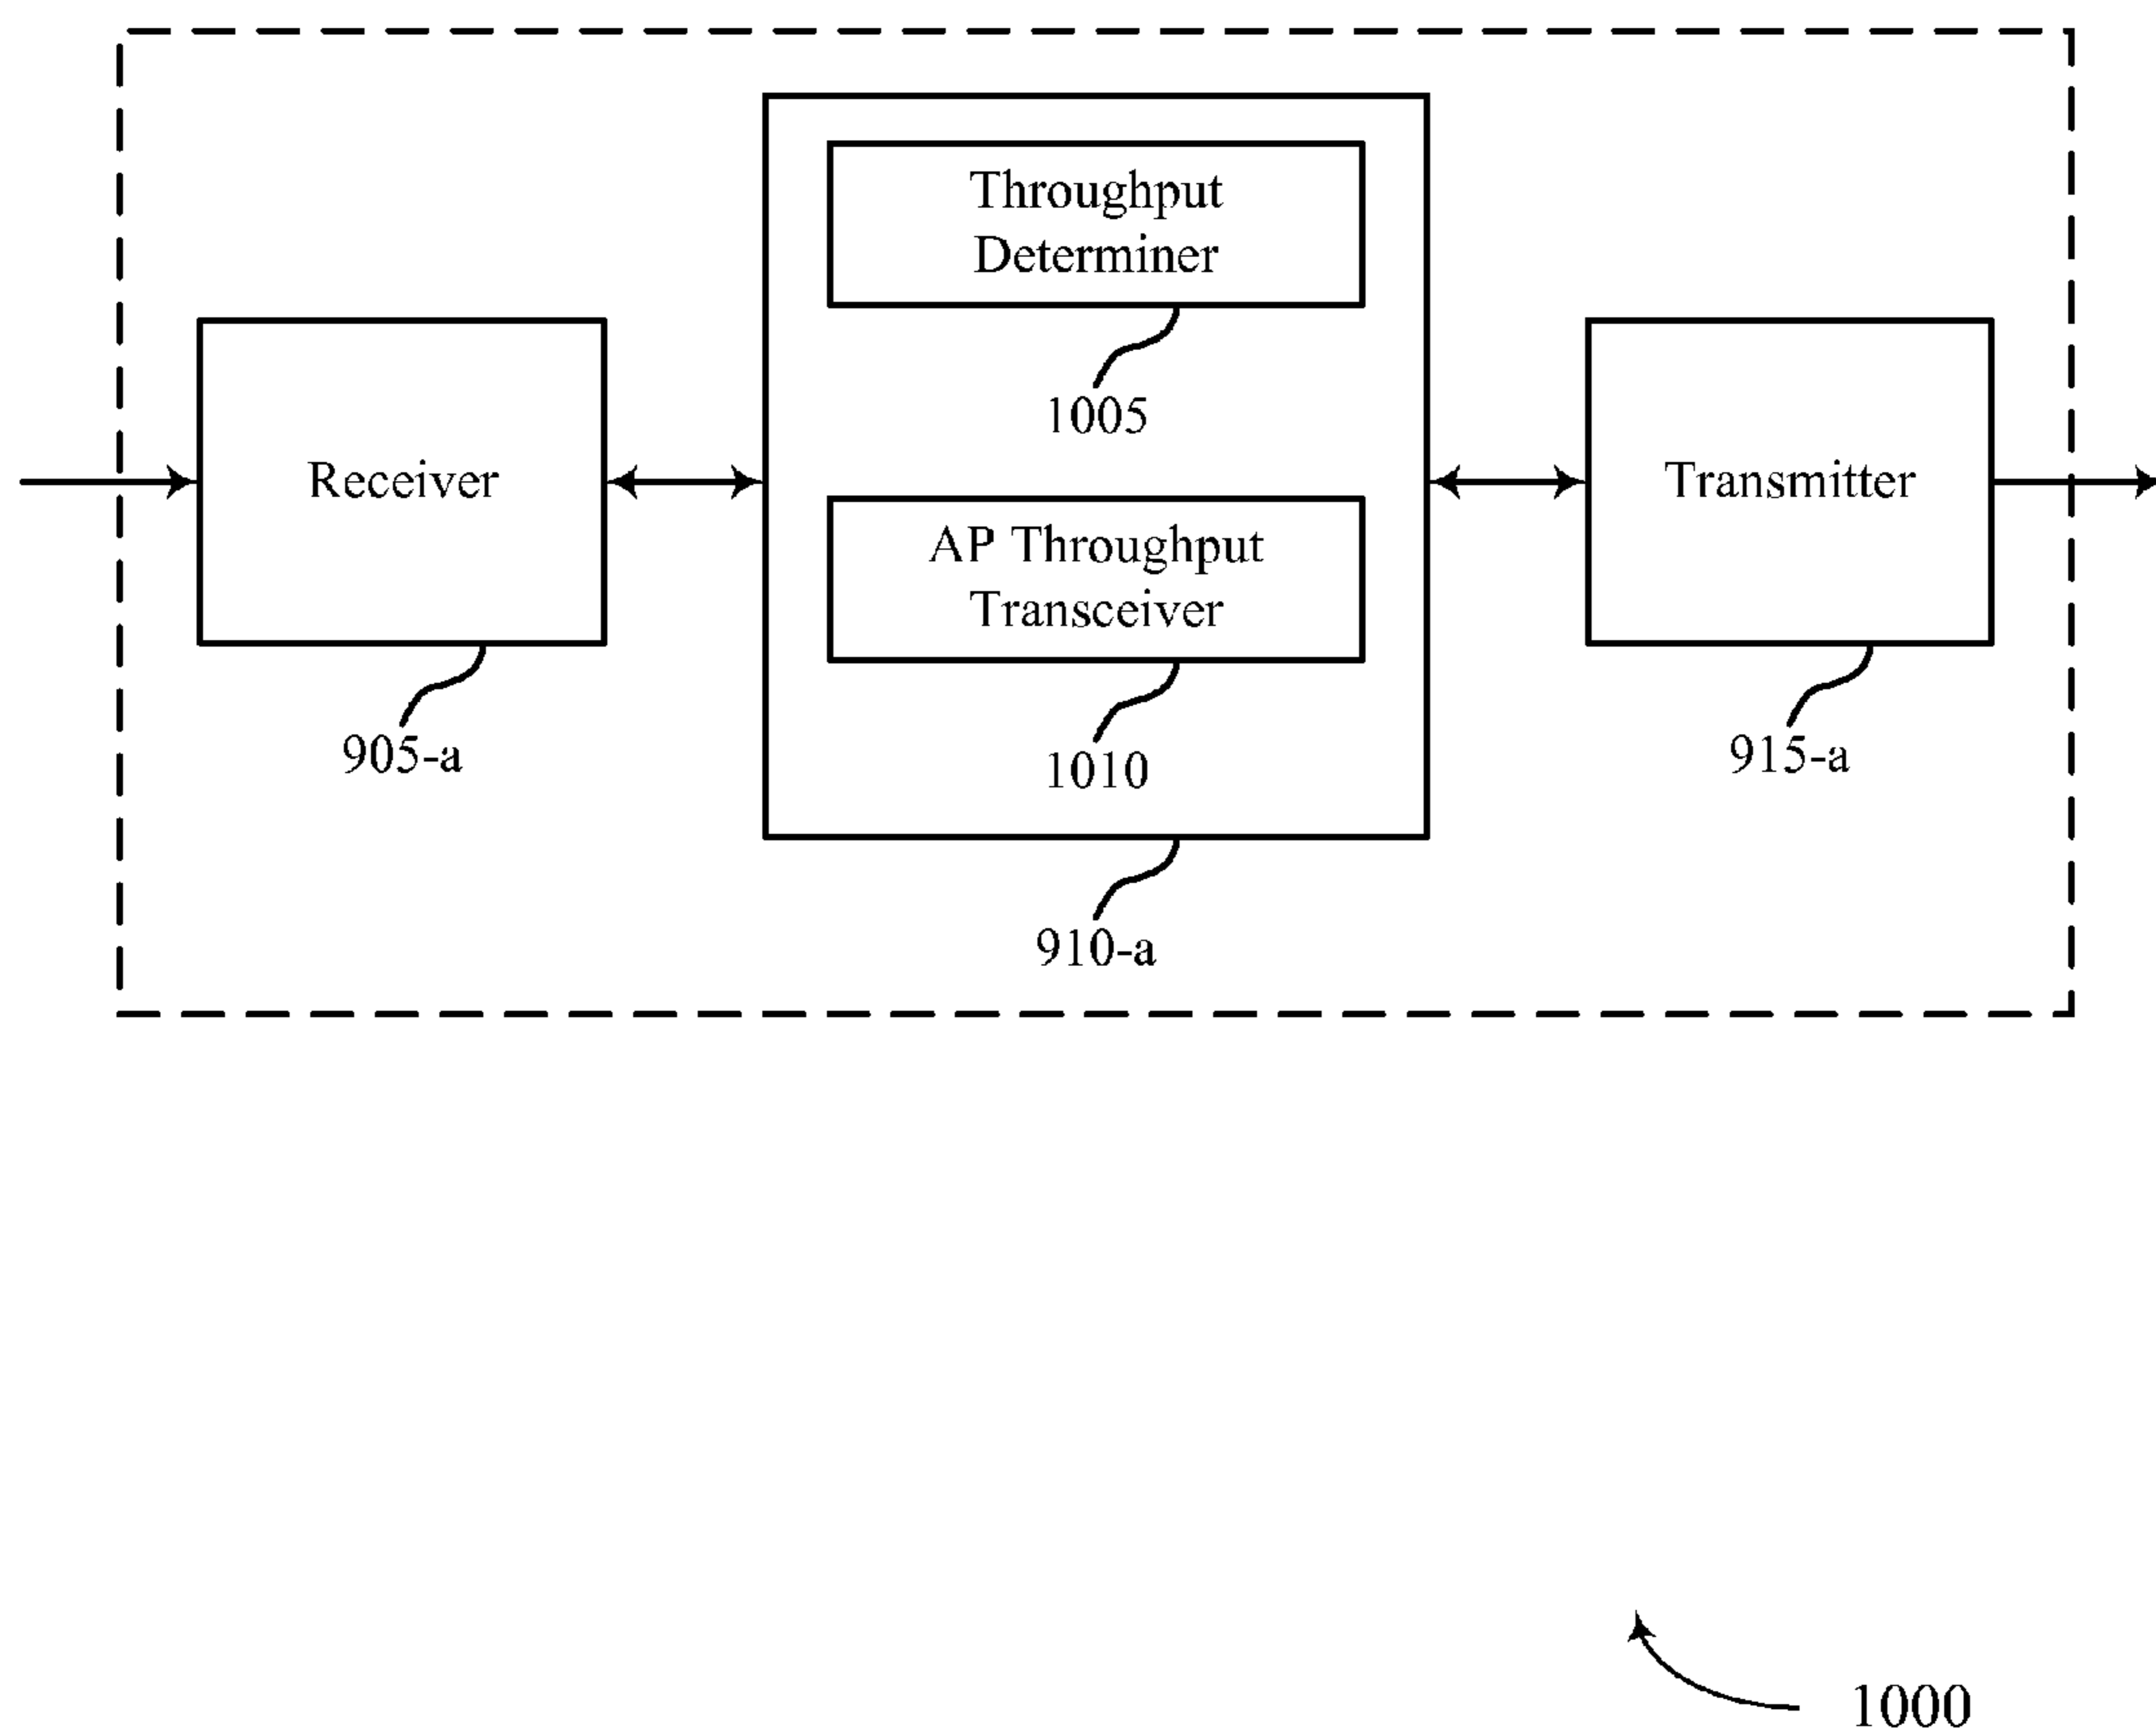 Throughput
Determiner
1005
Receiver
905-a
AP Throughput
Transceiver
1010
Transmitter
915-a
910-a
1000